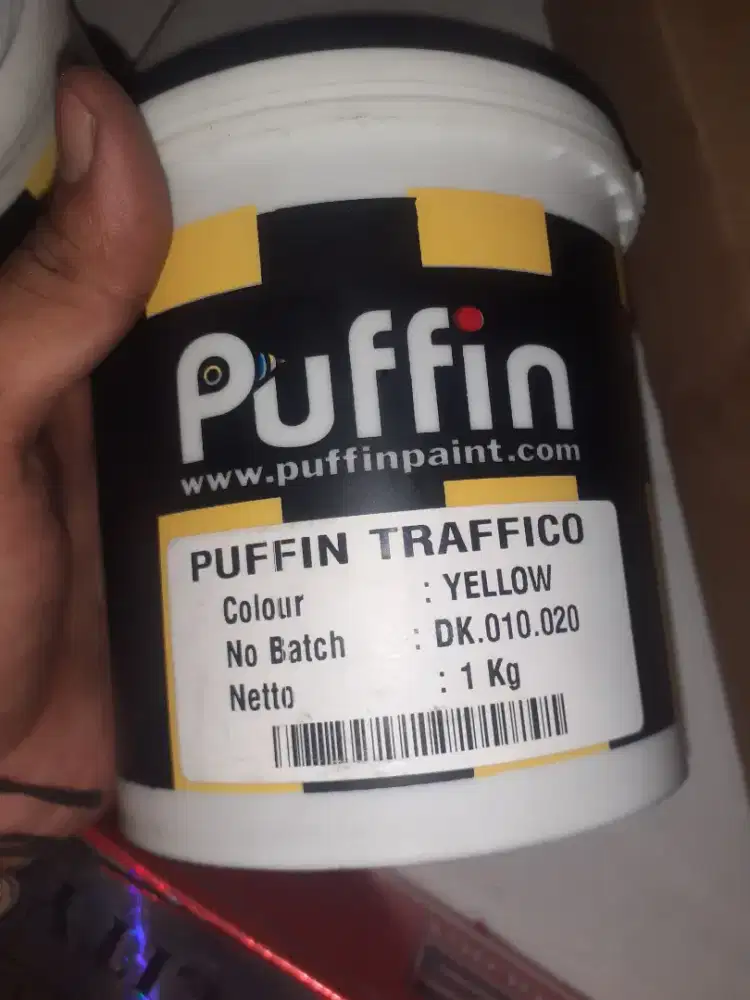 Puffin
www.puffinpaint.com
PUFFIN TRAFFICO
Colour : YELLOW
No Batch : DK.010.020
Netto : 1 Kg